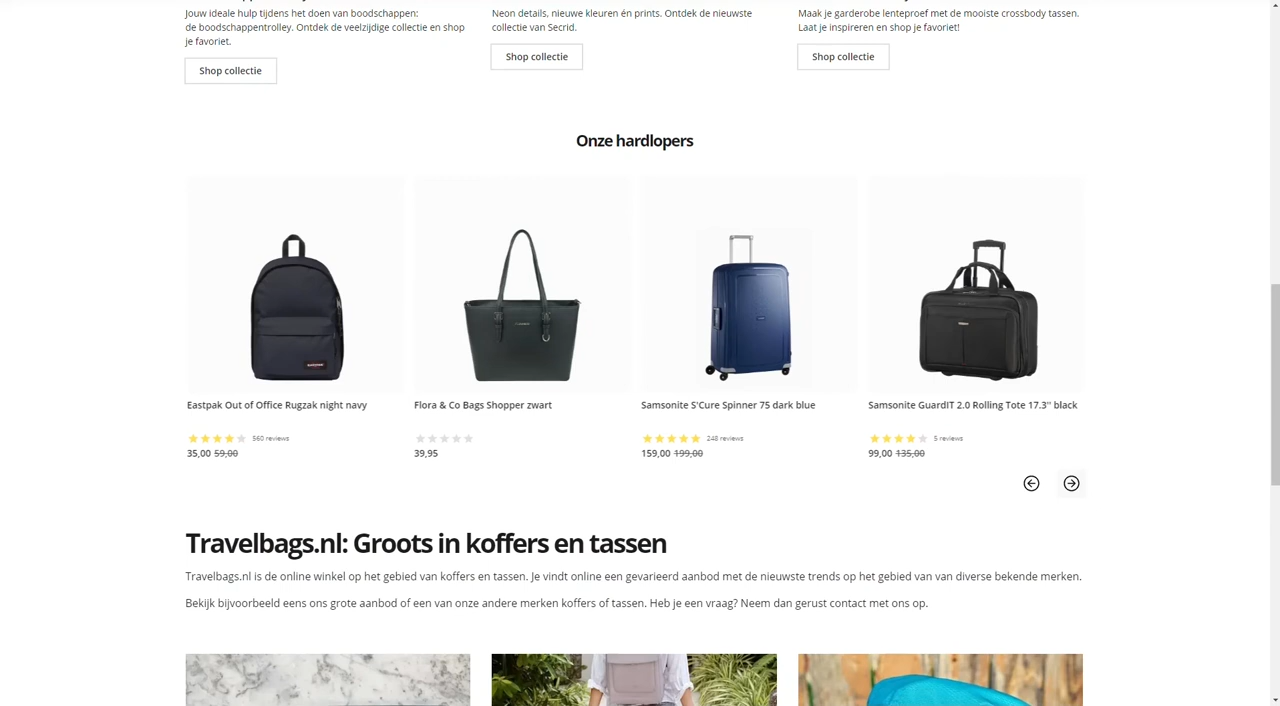 Jouw ideale hulp tijdens het doen van boodschappen:
de boodschappentrolley. Ontdek de veelzijdige collectie en shop
je favoriet.
Shop collectie
Neon details, nieuwe kleuren én prints. Ontdek de nieuwste
collectie van Secrid.
Shop collectie
Maak je garderobe lenteproef met de mooiste crossbody tassen.
Laat je inspireren en shop je favoriet!
Shop collectie
Onze hardlopers
Eastpak Out of Office Rugzak night navy
560 reviews
35,00 59,00
Flora & Co Bags Shopper zwart
39,95
Samsonite S'Cure Spinner 75 dark blue
248 reviews
159,00 199,00
Samsonite GuardIT 2.0 Rolling Tote 17.3'' black
5 reviews
99,00 135,00
Travelbags.nl: Groots in koffers en tassen
Travelbags.nl is de online winkel op het gebied van koffers en tassen. Je vindt online een gevarieerd aanbod met de nieuwste trends op het gebied van van diverse bekende merken.
Bekijk bijvoorbeeld eens ons grote aanbod of een van onze andere merken koffers of tassen. Heb je een vraag? Neem dan gerust contact met ons op.